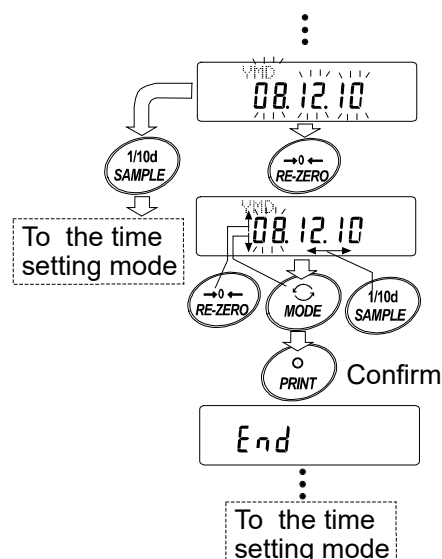 YMD
08.12.10
1/10d
SAMPLE
→0←
RE-ZERO
To the time
setting mode
YMD
08.12.10
→0←
RE-ZERO
MODE
1/10d
SAMPLE
PRINT
Confirm
End
To the time
setting mode